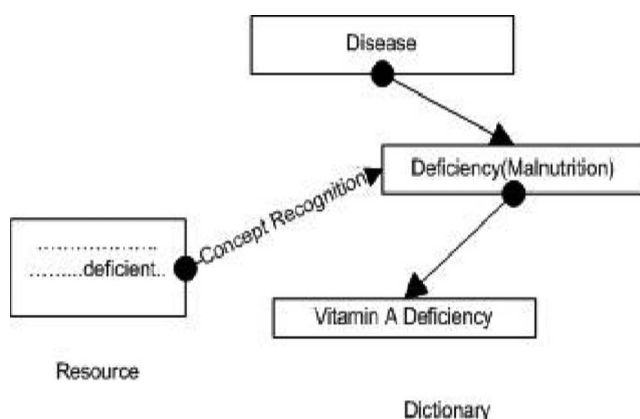 Disease
Deficiency(Malnutrition)
Concept Recognition
...................
.........deficient..
Vitamin A Deficiency
Resource
Dictionary